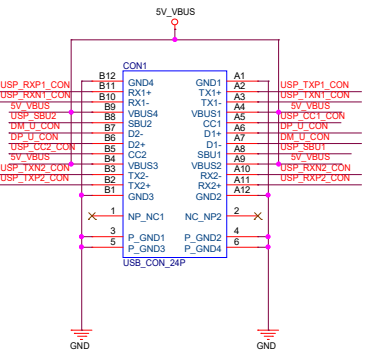 5V_VBUS
CON1
B12 GND4 GND1 A1
USP_RXP1_CON B11 RX1+ TX1+ A2 USP_TXP1_CON
USP_RXN1_CON B10 RX1- TX1- A3 USP_TXN1_CON
5V_VBUS B9 VBUS4 VBUS1 A4 5V_VBUS
USP_SBU2 B8 SBU2 CC1 A5 USP_CC1_CON
DM_U_CON B7 D2- D1+ A6 DP_U_CON
DP_U_CON B6 D2+ D1- A7 DM_U_CON
USP_CC2_CON B5 CC2 SBU1 A8 USP_SBU1
5V_VBUS B4 VBUS3 VBUS2 A9 5V_VBUS
USP_TXN2_CON B3 TX2- RX2- A10 USP_RXN2_CON
USP_TXP2_CON B2 TX2+ RX2+ A11 USP_RXP2_CON
B1 GND3 GND2 A12
1 NP_NC1 NC_NP2 2
3 P_GND1 P_GND2 4
5 P_GND3 P_GND4 6
USB_CON_24P
GND GND